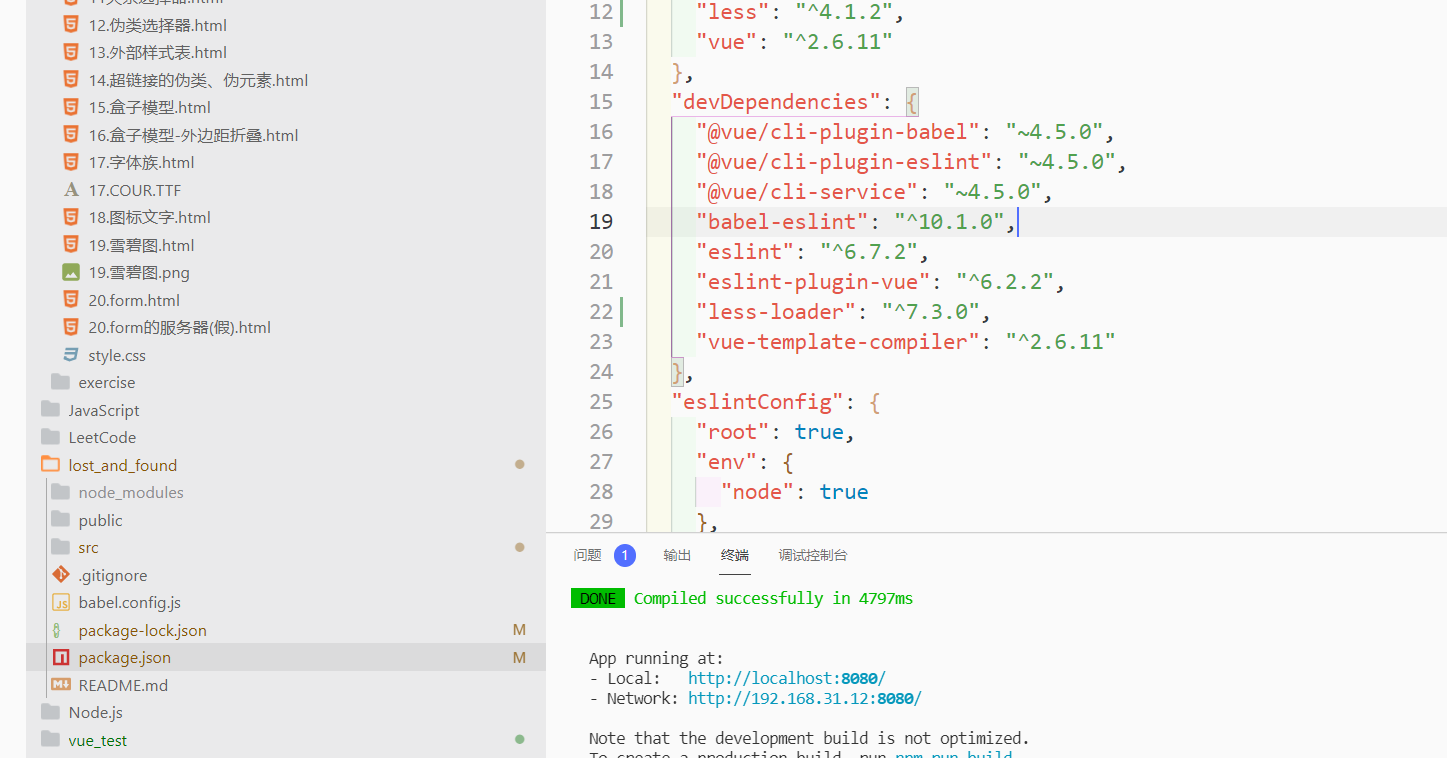 12.伪类选择器.html
13.外部样式表.html
14.超链接的伪类、伪元素.html
15.盒子模型.html
16.盒子模型-外边距折叠.html
17.字体族.html
17.COUR.TTF
18.图标文字.html
19.雪碧图.html
19.雪碧图.png
20.form.html
20.form的服务器(假).html
style.css
exercise
JavaScript
LeetCode
lost_and_found
node_modules
public
src
.gitignore
babel.config.js
package-lock.json M
package.json M
README.md
Node.js
vue_test
12 "less": "^4.1.2",
13 "vue": "^2.6.11"
14 },
15 "devDependencies": {
16 "@vue/cli-plugin-babel": "~4.5.0",
17 "@vue/cli-plugin-eslint": "~4.5.0",
18 "@vue/cli-service": "~4.5.0",
19 "babel-eslint": "^10.1.0",
20 "eslint": "^6.7.2",
21 "eslint-plugin-vue": "^6.2.2",
22 "less-loader": "^7.3.0",
23 "vue-template-compiler": "^2.6.11"
24 },
25 "eslintConfig": {
26 "root": true,
27 "env": {
28 "node": true
29 },
问题 1 输出 终端 调试控制台
DONE Compiled successfully in 4797ms
App running at:
- Local: http://localhost:8080/
- Network: http://192.168.31.12:8080/
Note that the development build is not optimized.
To create a production build, run npm run build.